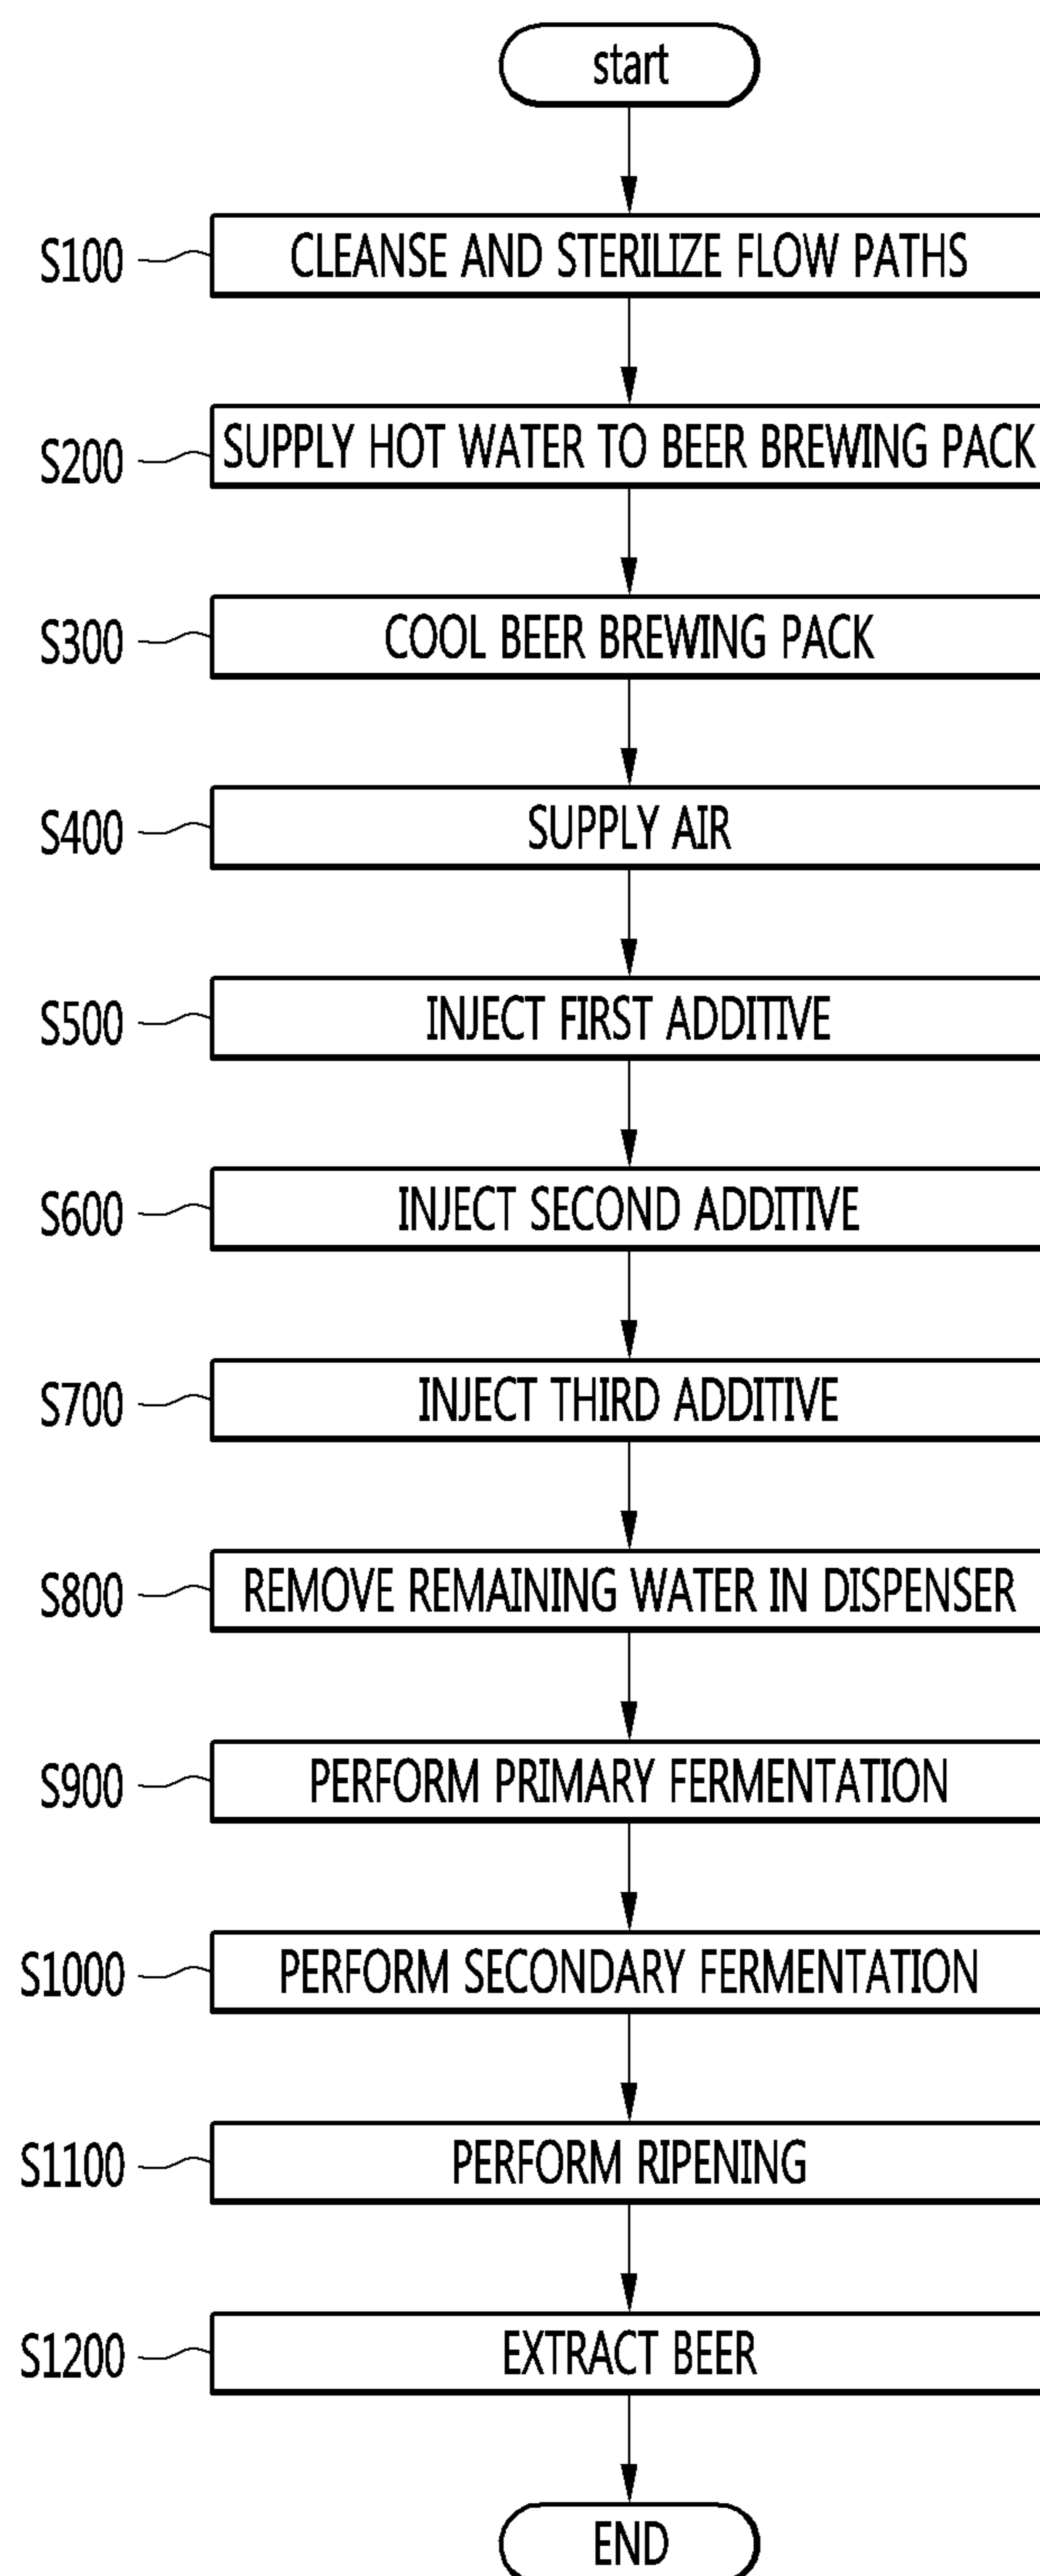 start
S100 CLEANSE AND STERILIZE FLOW PATHS
S200 SUPPLY HOT WATER TO BEER BREWING PACK
S300 COOL BEER BREWING PACK
S400 SUPPLY AIR
S500 INJECT FIRST ADDITIVE
S600 INJECT SECOND ADDITIVE
S700 INJECT THIRD ADDITIVE
S800 REMOVE REMAINING WATER IN DISPENSER
S900 PERFORM PRIMARY FERMENTATION
S1000 PERFORM SECONDARY FERMENTATION
S1100 PERFORM RIPENING
S1200 EXTRACT BEER
END